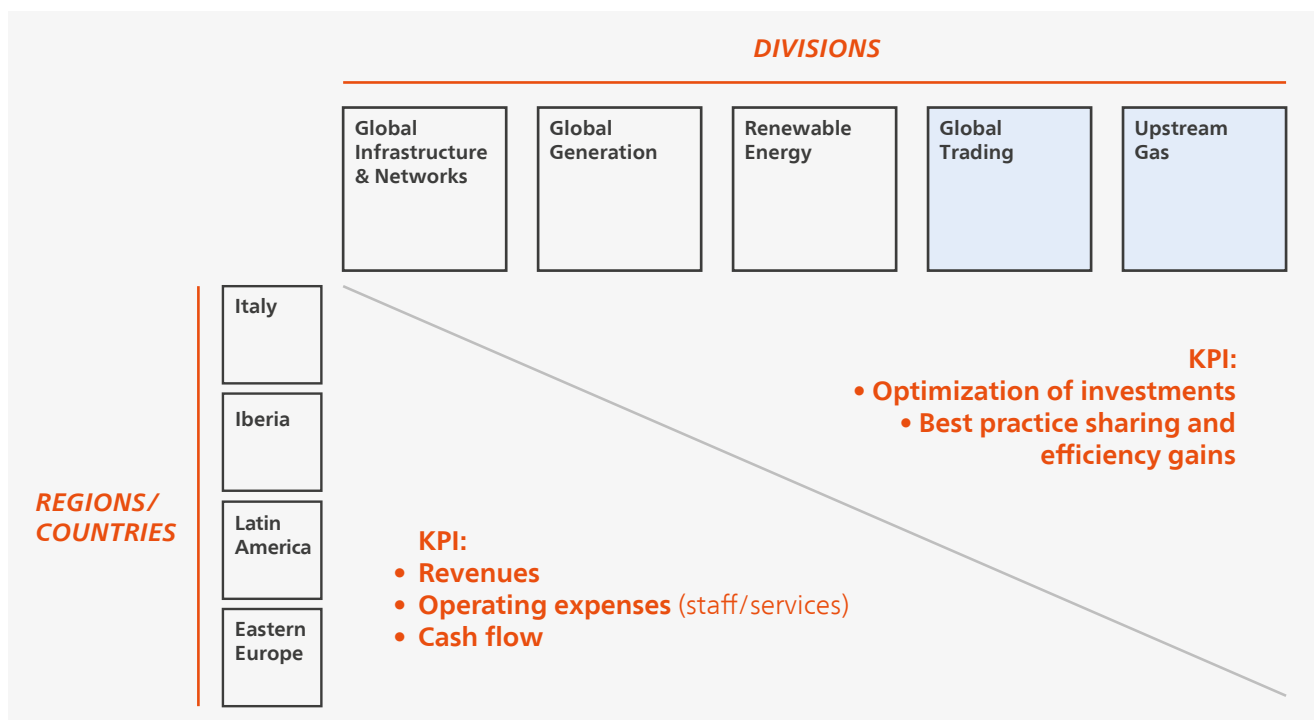 DIVISIONS
Global
Infrastructure
& Networks
Global
Generation
Renewable
Energy
Global
Trading
Upstream
Gas
REGIONS/
COUNTRIES
Italy
Iberia
Latin
America
Eastern
Europe
KPI:
• Optimization of investments
• Best practice sharing and
efficiency gains
KPI:
• Revenues
• Operating expenses (staff/services)
• Cash flow